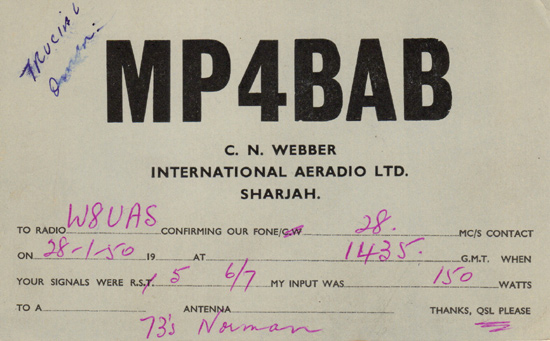 TRUCIAL
Oman.
MP4BAB
C. N. WEBBER
INTERNATIONAL AERADIO LTD.
SHARJAH.
TO RADIO W8UAS CONFIRMING OUR FONE/C.W 28. MC/S CONTACT
ON 28-1-50 19 AT 1435. G.M.T. WHEN
YOUR SIGNALS WERE R.S.T. 5 6/7 MY INPUT WAS 150 WATTS
TO A ANTENNA THANKS, QSL PLEASE
73's Norman